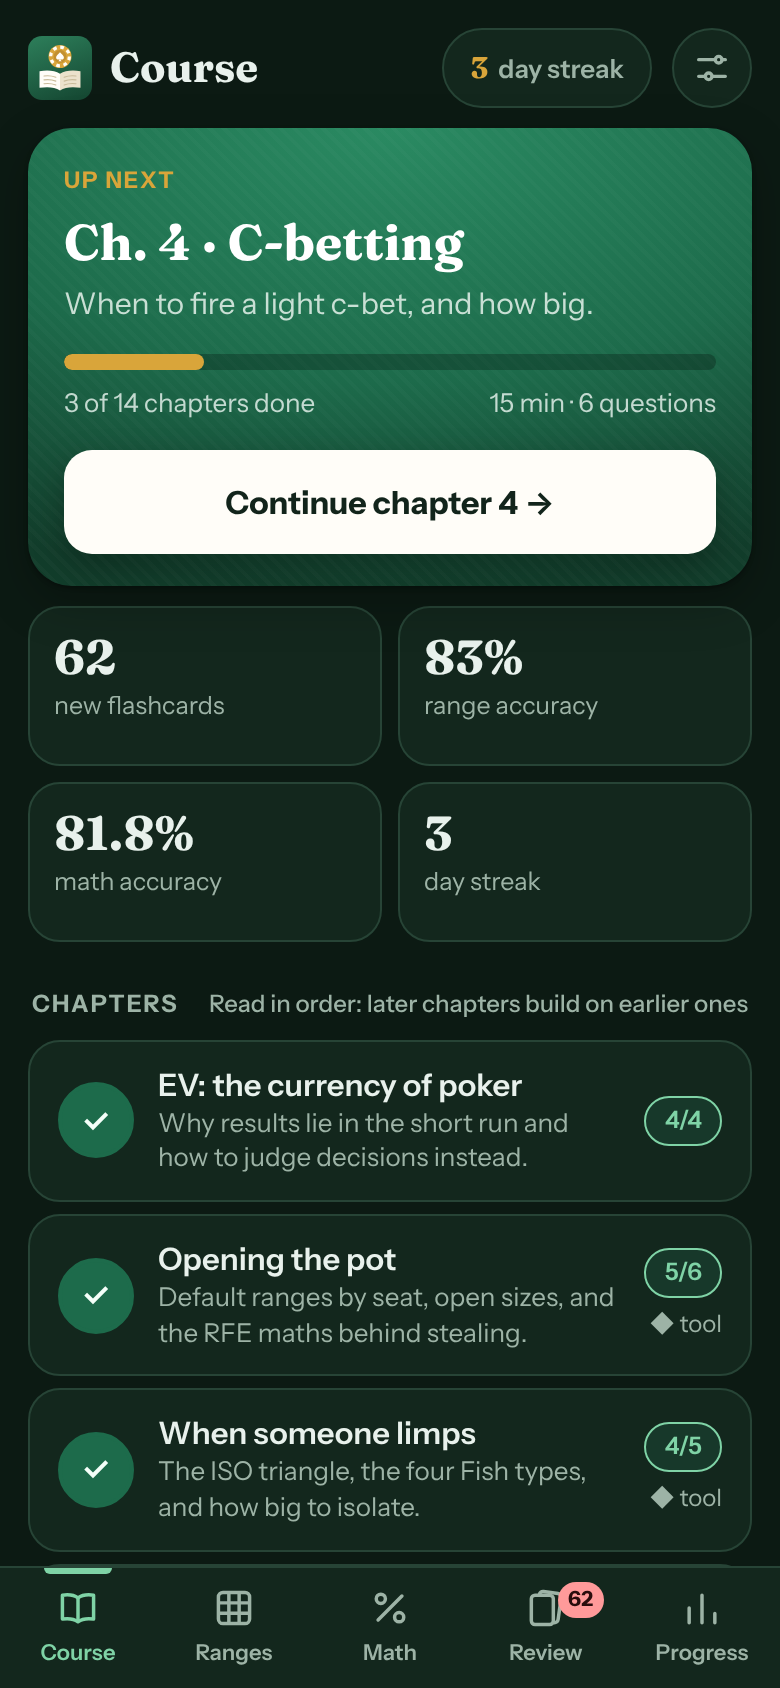 Course
3 day streak
UP NEXT
Ch. 4 · C-betting
When to fire a light c-bet, and how big.
3 of 14 chapters done
15 min · 6 questions
Continue chapter 4 →
62
new flashcards
83%
range accuracy
81.8%
math accuracy
3
day streak
CHAPTERS
Read in order: later chapters build on earlier ones
EV: the currency of poker
Why results lie in the short run and
how to judge decisions instead.
4/4
Opening the pot
Default ranges by seat, open sizes, and
the RFE maths behind stealing.
5/6
◆ tool
When someone limps
The ISO triangle, the four Fish types,
and how big to isolate.
4/5
◆ tool
Course
Ranges
Math
62
Review
Progress